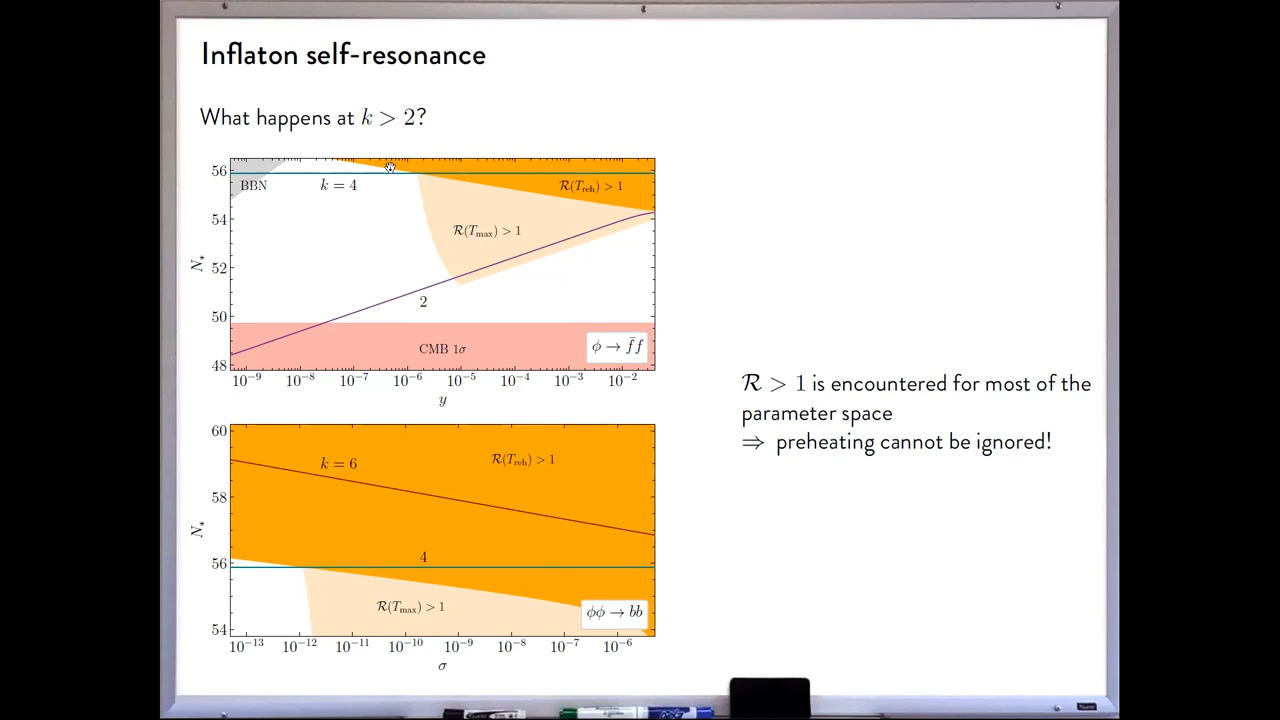 Inflaton self-resonance
What happens at k > 2?
56
54
52
50
48
N*
BBN
k = 4
R(T_reh) > 1
R(T_max) > 1
2
CMB 1σ
ϕ → f̄f
10⁻⁹ 10⁻⁸ 10⁻⁷ 10⁻⁶ 10⁻⁵ 10⁻⁴ 10⁻³ 10⁻²
y
60
58
56
54
N*
k = 6
R(T_reh) > 1
4
R(T_max) > 1
ϕϕ → bb
10⁻¹³ 10⁻¹² 10⁻¹¹ 10⁻¹⁰ 10⁻⁹ 10⁻⁸ 10⁻⁷ 10⁻⁶
σ
R > 1 is encountered for most of the
parameter space
⇒ preheating cannot be ignored!